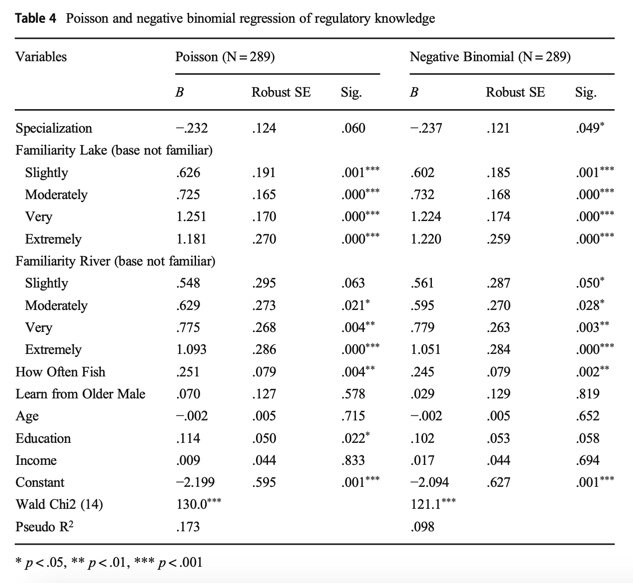 Table 4 Poisson and negative binomial regression of regulatory knowledge
Variables Poisson (N = 289) Negative Binomial (N = 289)
B Robust SE Sig. B Robust SE Sig.
Specialization −.232 .124 .060 −.237 .121 .049*
Familiarity Lake (base not familiar)
Slightly .626 .191 .001*** .602 .185 .001***
Moderately .725 .165 .000*** .732 .168 .000***
Very 1.251 .170 .000*** 1.224 .174 .000***
Extremely 1.181 .270 .000*** 1.220 .259 .000***
Familiarity River (base not familiar)
Slightly .548 .295 .063 .561 .287 .050*
Moderately .629 .273 .021* .595 .270 .028*
Very .775 .268 .004** .779 .263 .003**
Extremely 1.093 .286 .000*** 1.051 .284 .000***
How Often Fish .251 .079 .004** .245 .079 .002**
Learn from Older Male .070 .127 .578 .029 .129 .819
Age −.002 .005 .715 −.002 .005 .652
Education .114 .050 .022* .102 .053 .058
Income .009 .044 .833 .017 .044 .694
Constant −2.199 .595 .001*** −2.094 .627 .001***
Wald Chi2 (14) 130.0*** 121.1***
Pseudo R² .173 .098
* p < .05, ** p < .01, *** p < .001